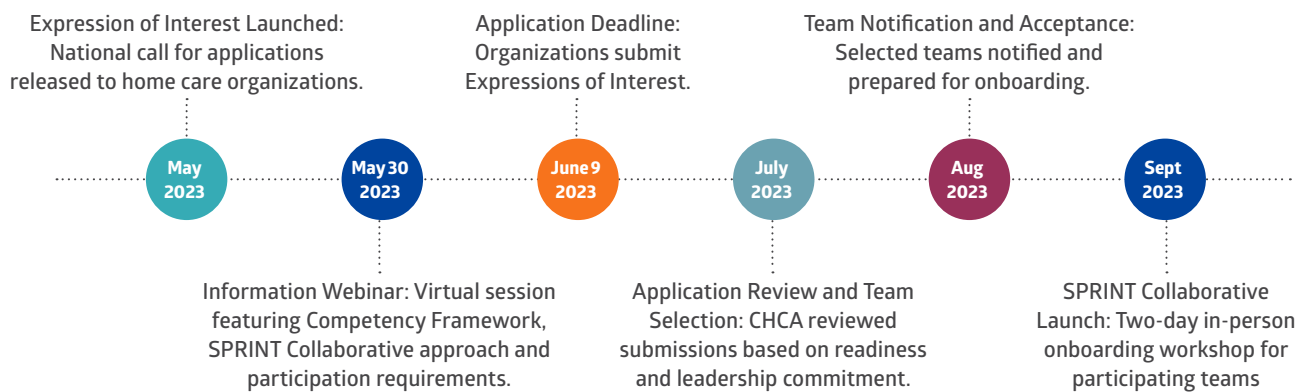 Expression of Interest Launched:
National call for applications
released to home care organizations.
Application Deadline:
Organizations submit
Expressions of Interest.
Team Notification and Acceptance:
Selected teams notified and
prepared for onboarding.
May
2023
May 30
2023
June 9
2023
July
2023
Aug
2023
Sept
2023
Information Webinar: Virtual session
featuring Competency Framework,
SPRINT Collaborative approach and
participation requirements.
Application Review and Team
Selection: CHCA reviewed
submissions based on readiness
and leadership commitment.
SPRINT Collaborative
Launch: Two-day in-person
onboarding workshop for
participating teams